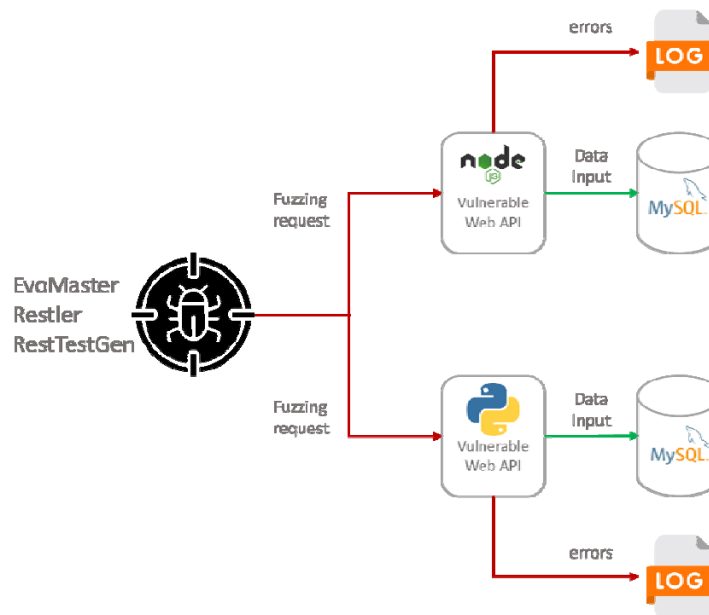 errors
LOG
node
JS
Data
Input
MySQL
Vulnerable
Web API
Fuzzing
request
EvoMaster
Restler
RestTestGen
Fuzzing
request
Data
Input
Vulnerable
Web API
MySQL
errors
LOG